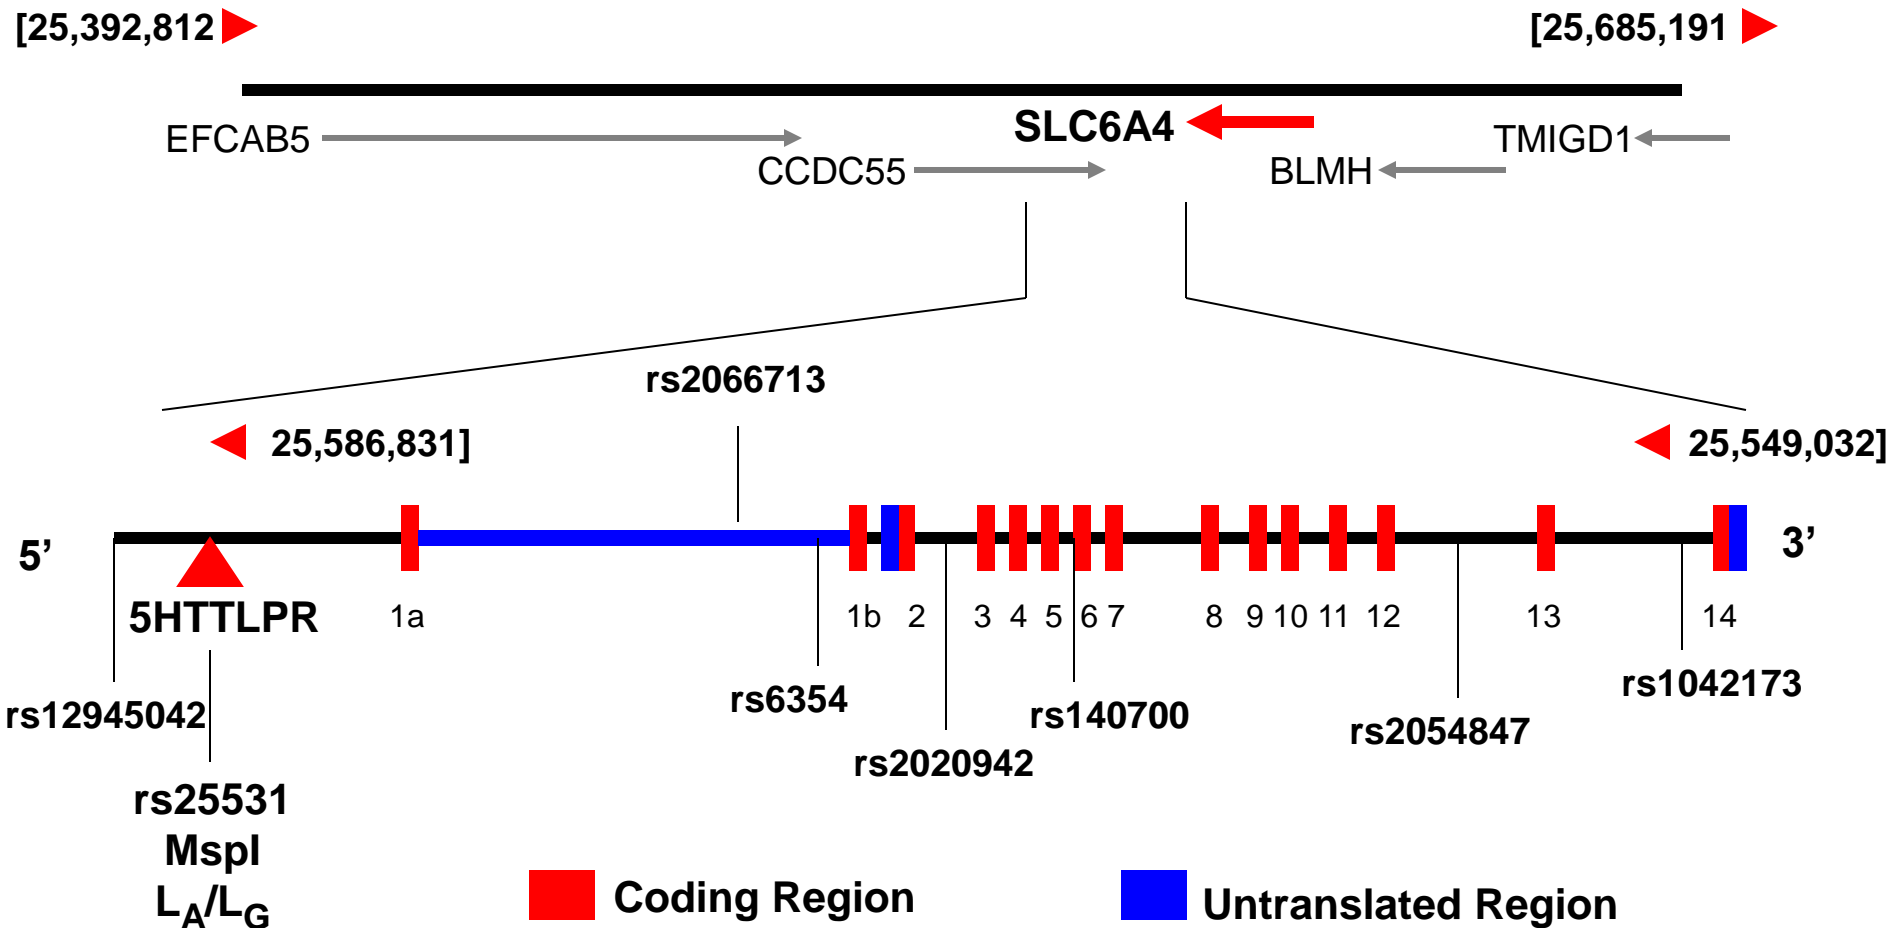 [25,392,812
[25,685,191
EFCAB5
SLC6A4
TMIGD1
CCDC55
BLMH
rs2066713
25,586,831]
25,549,032]
5’
3’
5HTTLPR
1a
1b
2
3
4
5
6
7
8
9
10
11
12
13
14
rs12945042
rs6354
rs2020942
rs140700
rs2054847
rs1042173
rs25531
MspI
LA/LG
Coding Region
Untranslated Region